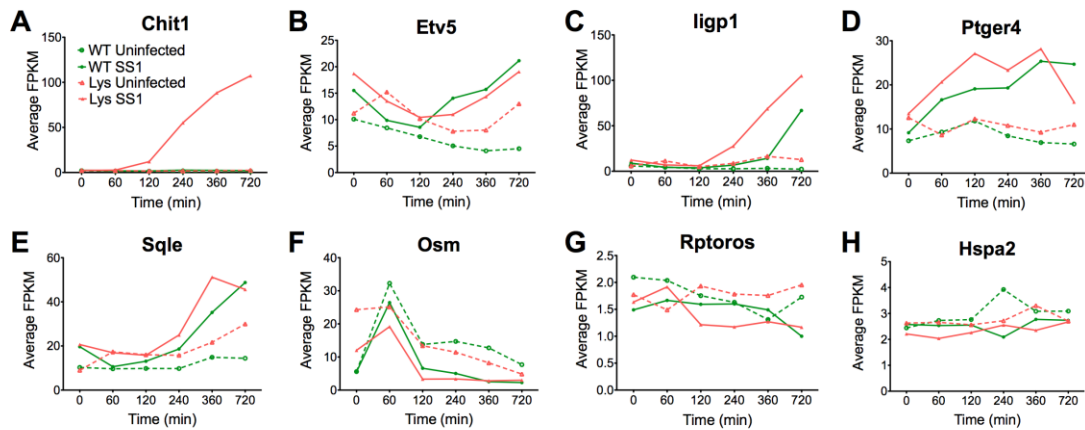 A
Chit1
Average FPKM
150
100
50
0
WT Uninfected
WT SS1
Lys Uninfected
Lys SS1
0 60 120 240 360 720
Time (min)
B
Etv5
Average FPKM
25
20
15
10
5
0
0 60 120 240 360 720
Time (min)
C
Iigp1
Average FPKM
150
100
50
0
0 60 120 240 360 720
Time (min)
D
Ptger4
Average FPKM
30
20
10
0
0 60 120 240 360 720
Time (min)
E
Sqle
Average FPKM
60
40
20
0
0 60 120 240 360 720
Time (min)
F
Osm
Average FPKM
40
30
20
10
0
0 60 120 240 360 720
Time (min)
G
Rptoros
Average FPKM
2.5
2.0
1.5
1.0
0.5
0.0
0 60 120 240 360 720
Time (min)
H
Hspa2
Average FPKM
5
4
3
2
1
0
0 60 120 240 360 720
Time (min)